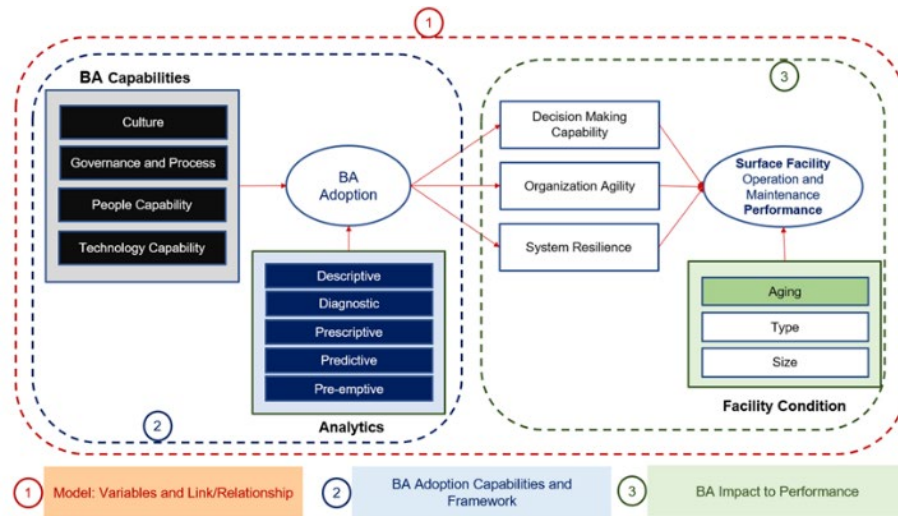 1
BA Capabilities
Culture
Governance and Process
People Capability
Technology Capability
BA
Adoption
Descriptive
Diagnostic
Prescriptive
Predictive
Pre-emptive
Analytics
2
3
Decision Making
Capability
Organization Agility
System Resilience
Surface Facility
Operation and
Maintenance
Performance
Aging
Type
Size
Facility Condition
1 Model: Variables and Link/Relationship
2 BA Adoption Capabilities and
Framework
3 BA Impact to Performance